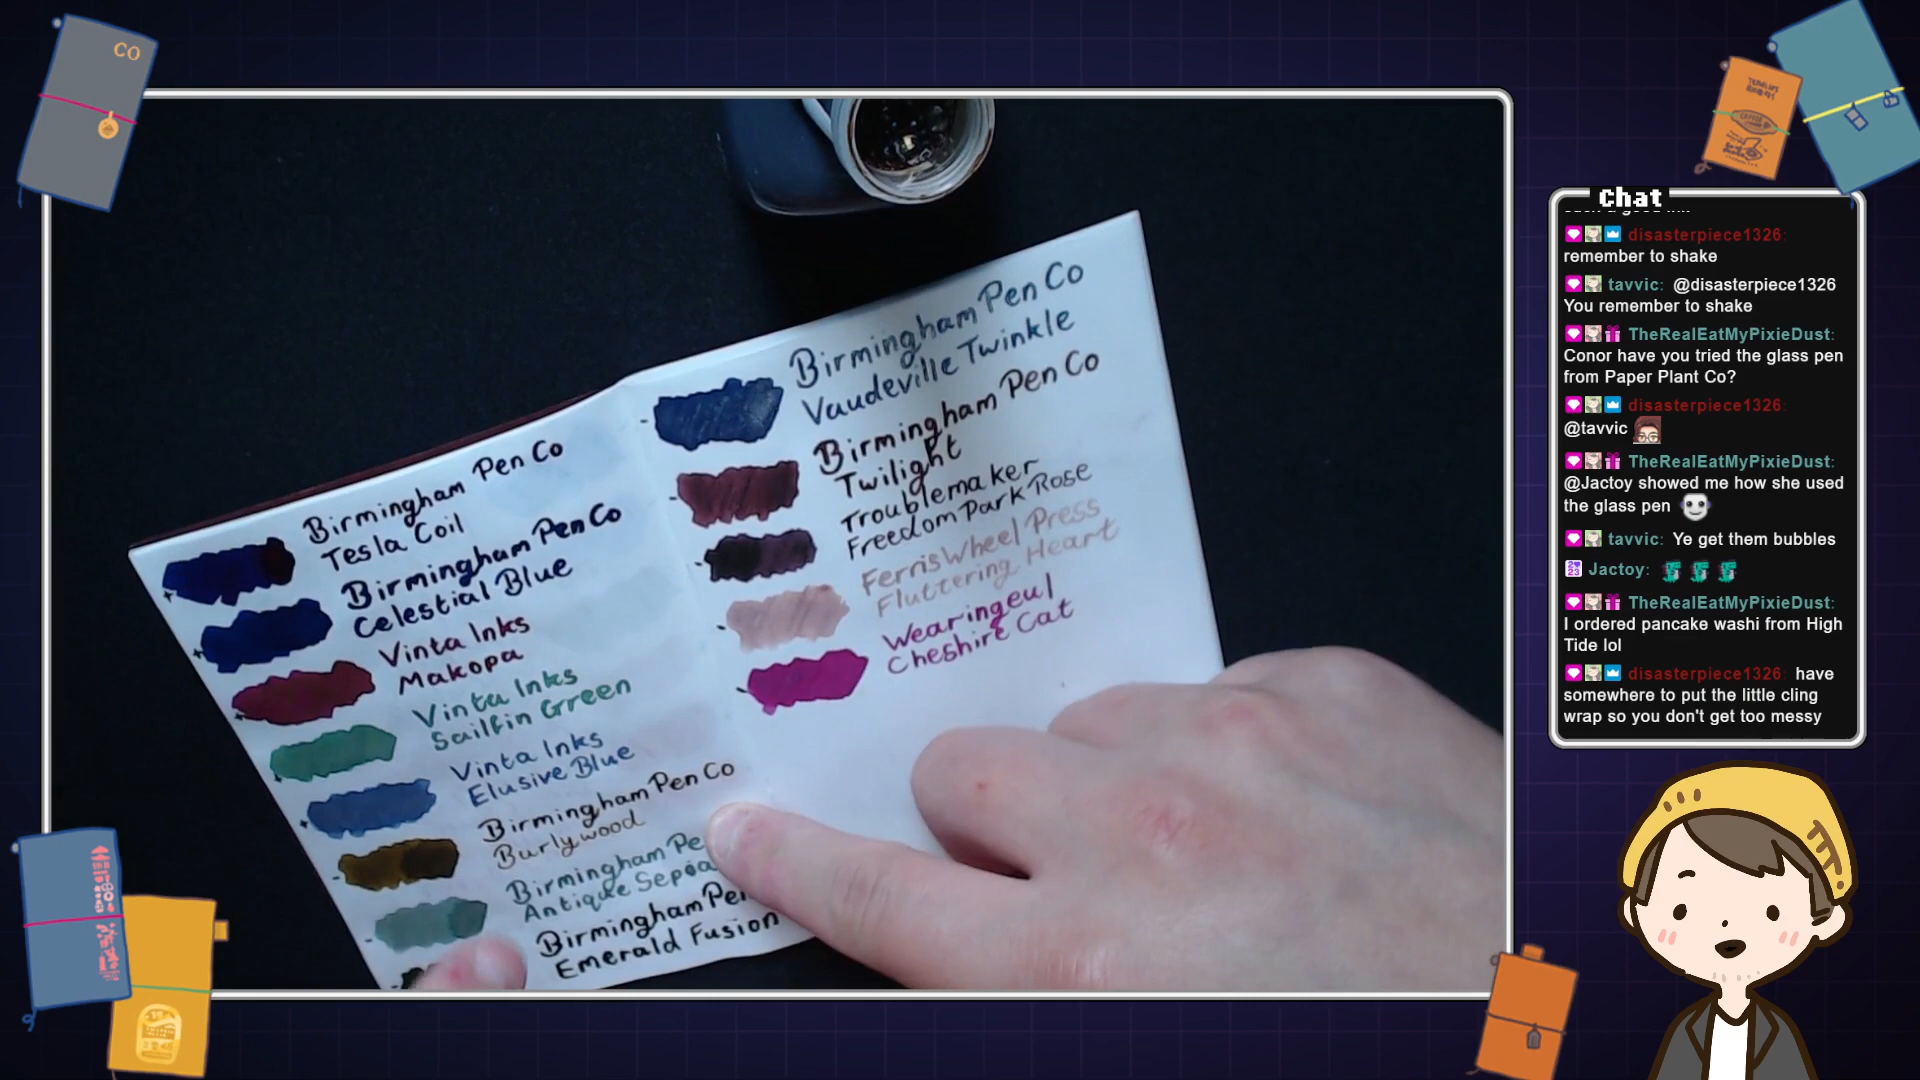 CO
Birmingham Pen Co
Tesla Coil
Birmingham Pen Co
Celestial Blue
Vinta Inks
Makopa
Vinta Inks
Sailfin Green
Vinta Inks
Elusive Blue
Birmingham Pen Co
Burlywood
Birmingham Pe
Antique Sepia
Birmingham Pen
Emerald Fusion
Birmingham Pen Co
Vaudeville Twinkle
Birmingham Pen Co
Twilight
Troublemaker
Freedom Park Rose
Ferris Wheel Press
Fluttering Heart
Wearingeul
Cheshire Cat
chat
disasterpiece1326:
remember to shake
tavvic: @disasterpiece1326
You remember to shake
TheRealEatMyPixieDust:
Conor have you tried the glass pen
from Paper Plant Co?
disasterpiece1326:
@tavvic
TheRealEatMyPixieDust:
@Jactoy showed me how she used
the glass pen
tavvic: Ye get them bubbles
Jactoy:
TheRealEatMyPixieDust:
I ordered pancake washi from High
Tide lol
disasterpiece1326: have
somewhere to put the little cling
wrap so you don't get too messy